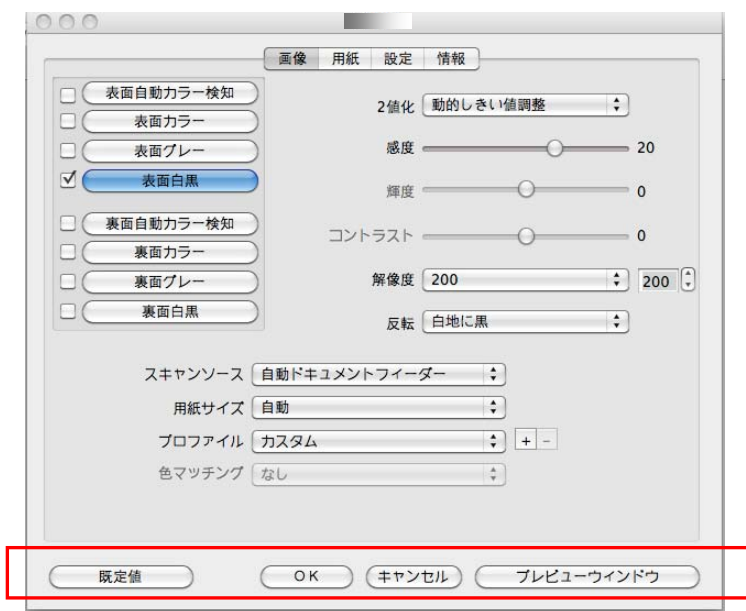 画像 用紙 設定 情報
表面自動カラー検知
表面カラー
表面グレー
表面白黒
裏面自動カラー検知
裏面カラー
裏面グレー
裏面白黒
2値化 動的しきい値調整
感度 20
輝度 0
コントラスト 0
解像度 200 200
反転 白地に黒
スキャンソース 自動ドキュメントフィーダー
用紙サイズ 自動
プロファイル カスタム + -
色マッチング なし
既定値 OK キャンセル プレビューウインドウ